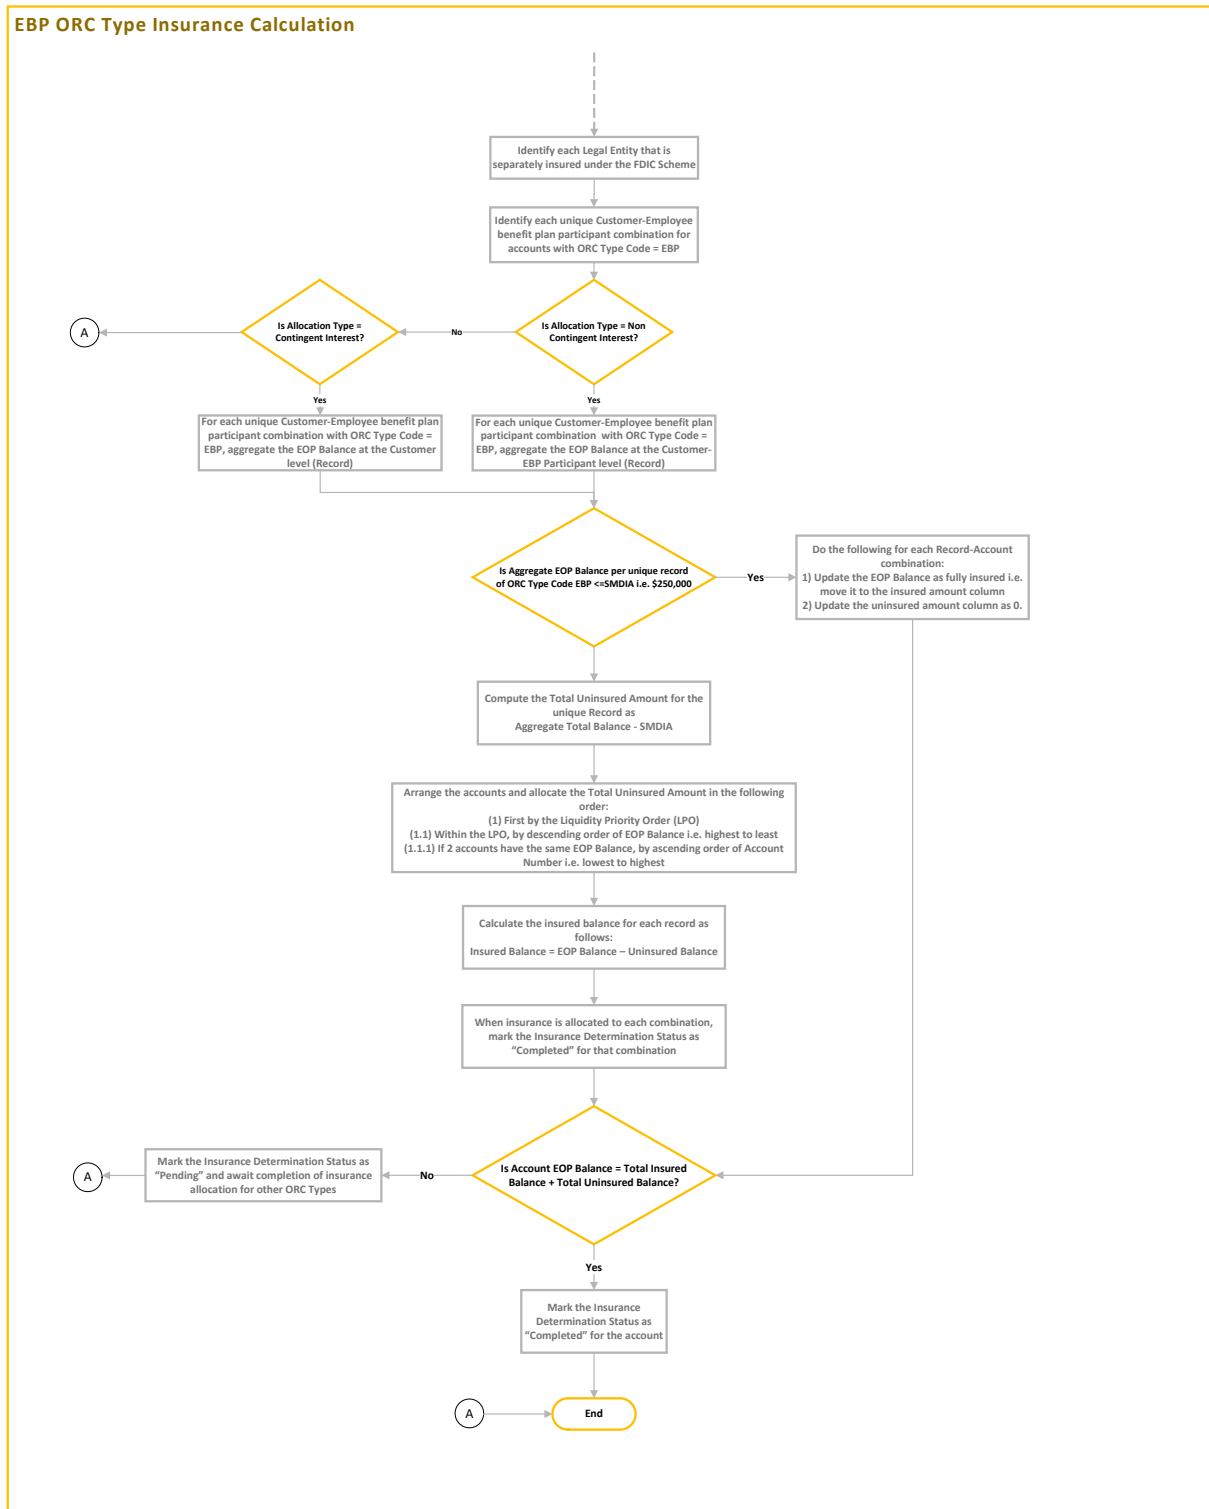 EBP ORC Type Insurance Calculation
Identify each Legal Entity that is
separately insured under the FDIC Scheme
Identify each unique Customer-Employee
benefit plan participant combination for
accounts with ORC Type Code = EBP
Is Allocation Type = Non
Contingent Interest?
No
Is Allocation Type =
Contingent Interest?
A
Yes
Yes
For each unique Customer-Employee benefit plan
participant combination with ORC Type Code =
EBP, aggregate the EOP Balance at the Customer
level (Record)
For each unique Customer-Employee benefit plan
participant combination  with ORC Type Code =
EBP, aggregate the EOP Balance at the Customer-
EBP Participant level (Record)
Is Aggregate EOP Balance per unique record
of ORC Type Code EBP <=SMDIA i.e. $250,000
Yes
Do the following for each Record-Account
combination:
1) Update the EOP Balance as fully insured i.e.
move it to the insured amount column
2) Update the uninsured amount column as 0.
Compute the Total Uninsured Amount for the
unique Record as
Aggregate Total Balance - SMDIA
Arrange the accounts and allocate the Total Uninsured Amount in the following
order:
(1) First by the Liquidity Priority Order (LPO)
(1.1) Within the LPO, by descending order of EOP Balance i.e. highest to least
(1.1.1) If 2 accounts have the same EOP Balance, by ascending order of Account
Number i.e. lowest to highest
Calculate the insured balance for each record as
follows:
Insured Balance = EOP Balance – Uninsured Balance
When insurance is allocated to each combination,
mark the Insurance Determination Status as
“Completed” for that combination
Is Account EOP Balance = Total Insured
Balance + Total Uninsured Balance?
No
Mark the Insurance Determination Status as
“Pending” and await completion of insurance
allocation for other ORC Types
A
Yes
Mark the Insurance
Determination Status as
“Completed” for the account
A
End